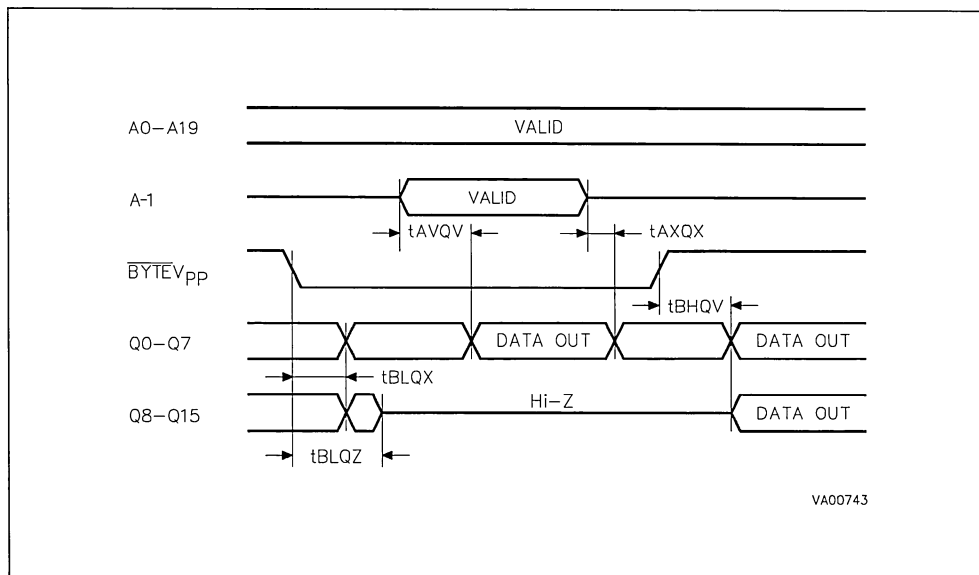 A0-A19 VALID
A-1 VALID
tAVQV tAXQX
BYTEVPP
tBHQV
Q0-Q7 DATA OUT DATA OUT
tBLQX
Q8-Q15 Hi-Z DATA OUT
tBLQZ
VA00743